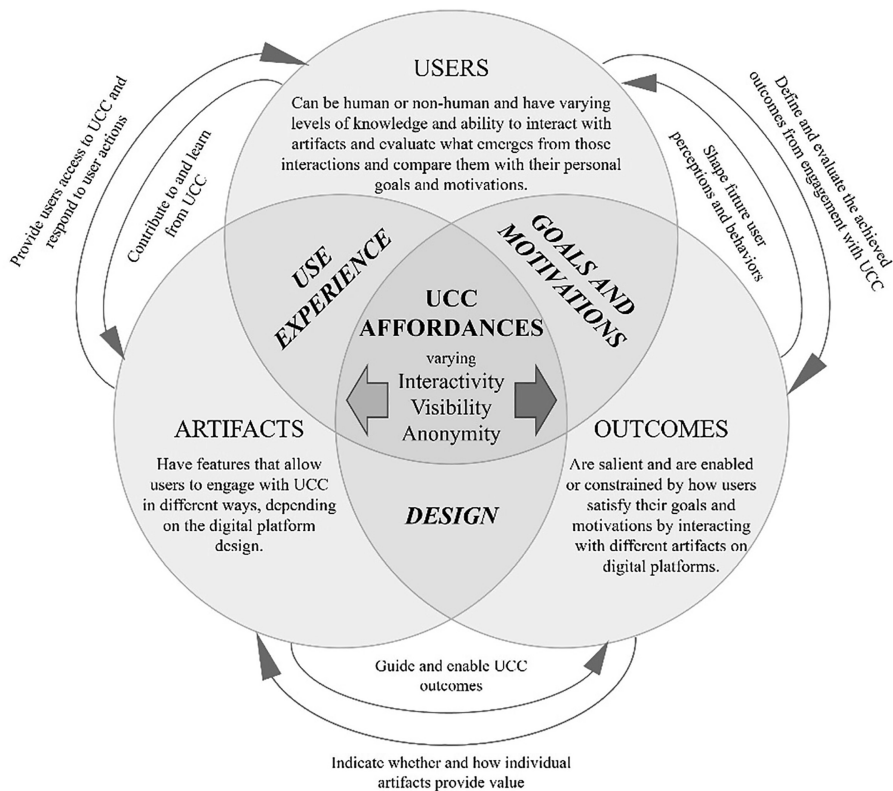 USERS
Can be human or non-human and have varying
levels of knowledge and ability to interact with
artifacts and evaluate what emerges from those
interactions and compare them with their personal
goals and motivations.
Provide users access to UCC and
respond to user actions
Contribute to and learn
from UCC
Define and evaluate the achieved
outcomes from engagement with UCC
Shape future user
perceptions and behaviors
USE
EXPERIENCE
GOALS AND
MOTIVATIONS
UCC
AFFORDANCES
varying
Interactivity
Visibility
Anonymity
ARTIFACTS
Have features that allow
users to engage with UCC
in different ways, depending
on the digital platform
design.
OUTCOMES
Are salient and are enabled
or constrained by how users
satisfy their goals and
motivations by interacting
with different artifacts on
digital platforms.
DESIGN
Guide and enable UCC
outcomes
Indicate whether and how individual
artifacts provide value